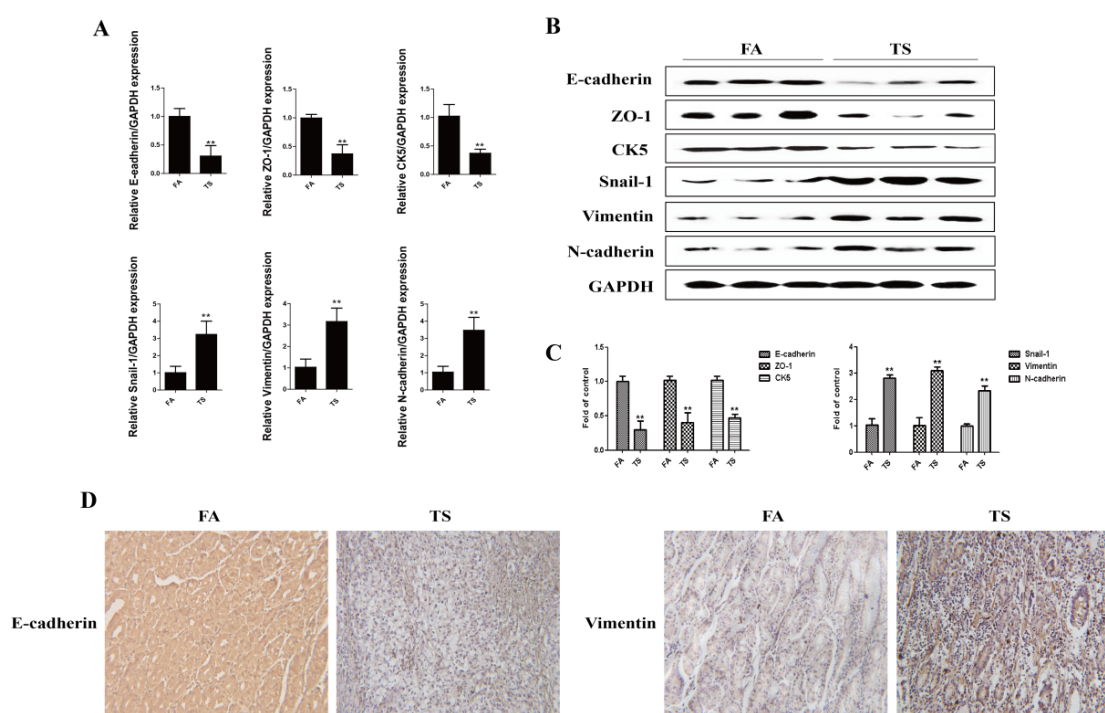 A
Relative E-eadherin/GAPDH expression
1.5
1.0
0.5
0.0
**
FA
TS
Relative ZO-1/GAPDH expression
1.5
1.0
0.5
0.0
**
FA
TS
Relative CK5/GAPDH expression
1.5
1.0
0.5
0.0
**
FA
TS
Relative Snail-1/GAPDH expression
5
4
3
2
1
0
**
FA
TS
Relative Vimentin/GAPDH expression
4
3
2
1
0
**
FA
TS
Relative N-cadherin/GAPDH expression
5
4
3
2
1
0
**
FA
TS
B
FA TS
E-cadherin
ZO-1
CK5
Snail-1
Vimentin
N-cadherin
GAPDH
C
Fold of control
1.5
1.0
0.5
0.0
** ** **
FA TS FA TS FA TS
E-cadherin
ZO-1
CK5
Fold of control
4
3
2
1
0
** ** **
FA TS FA TS FA TS
Snail-1
Vimentin
N-cadherin
D
FA TS FA TS
E-cadherin Vimentin